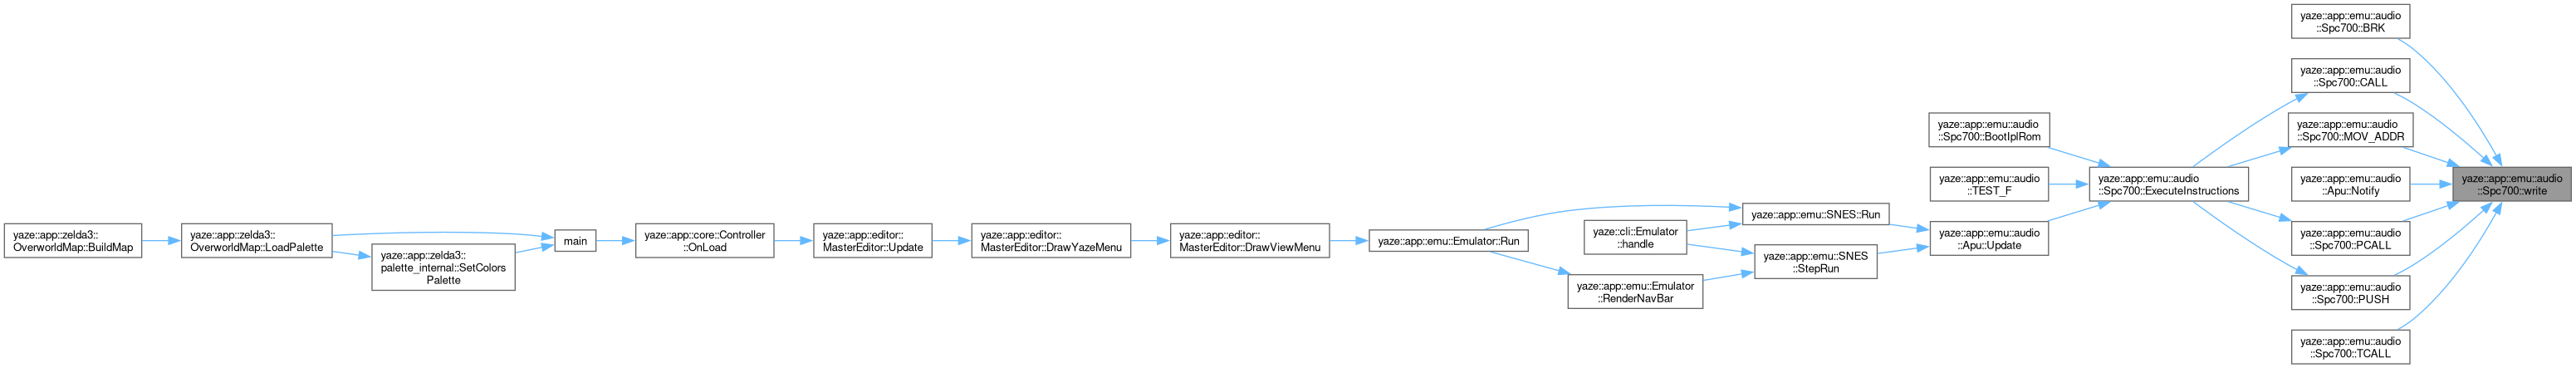 yaze::app::zelda3::
OverworldMap::BuildMap
yaze::app::zelda3::
OverworldMap::LoadPalette
yaze::app::zelda3::
palette_internal::SetColors
Palette
main
yaze::app::core::Controller
::OnLoad
yaze::app::editor::
MasterEditor::Update
yaze::app::editor::
MasterEditor::DrawYazeMenu
yaze::app::editor::
MasterEditor::DrawViewMenu
yaze::app::emu::Emulator::Run
yaze::cli::Emulator
::handle
yaze::app::emu::Emulator
::RenderNavBar
yaze::app::emu::SNES::Run
yaze::app::emu::SNES
::StepRun
yaze::app::emu::audio
::Spc700::BootIplRom
yaze::app::emu::audio
::TEST_F
yaze::app::emu::audio
::Apu::Update
yaze::app::emu::audio
::Spc700::ExecuteInstructions
yaze::app::emu::audio
::Spc700::BRK
yaze::app::emu::audio
::Spc700::CALL
yaze::app::emu::audio
::Spc700::MOV_ADDR
yaze::app::emu::audio
::Apu::Notify
yaze::app::emu::audio
::Spc700::PCALL
yaze::app::emu::audio
::Spc700::PUSH
yaze::app::emu::audio
::Spc700::TCALL
yaze::app::emu::audio
::Spc700::write